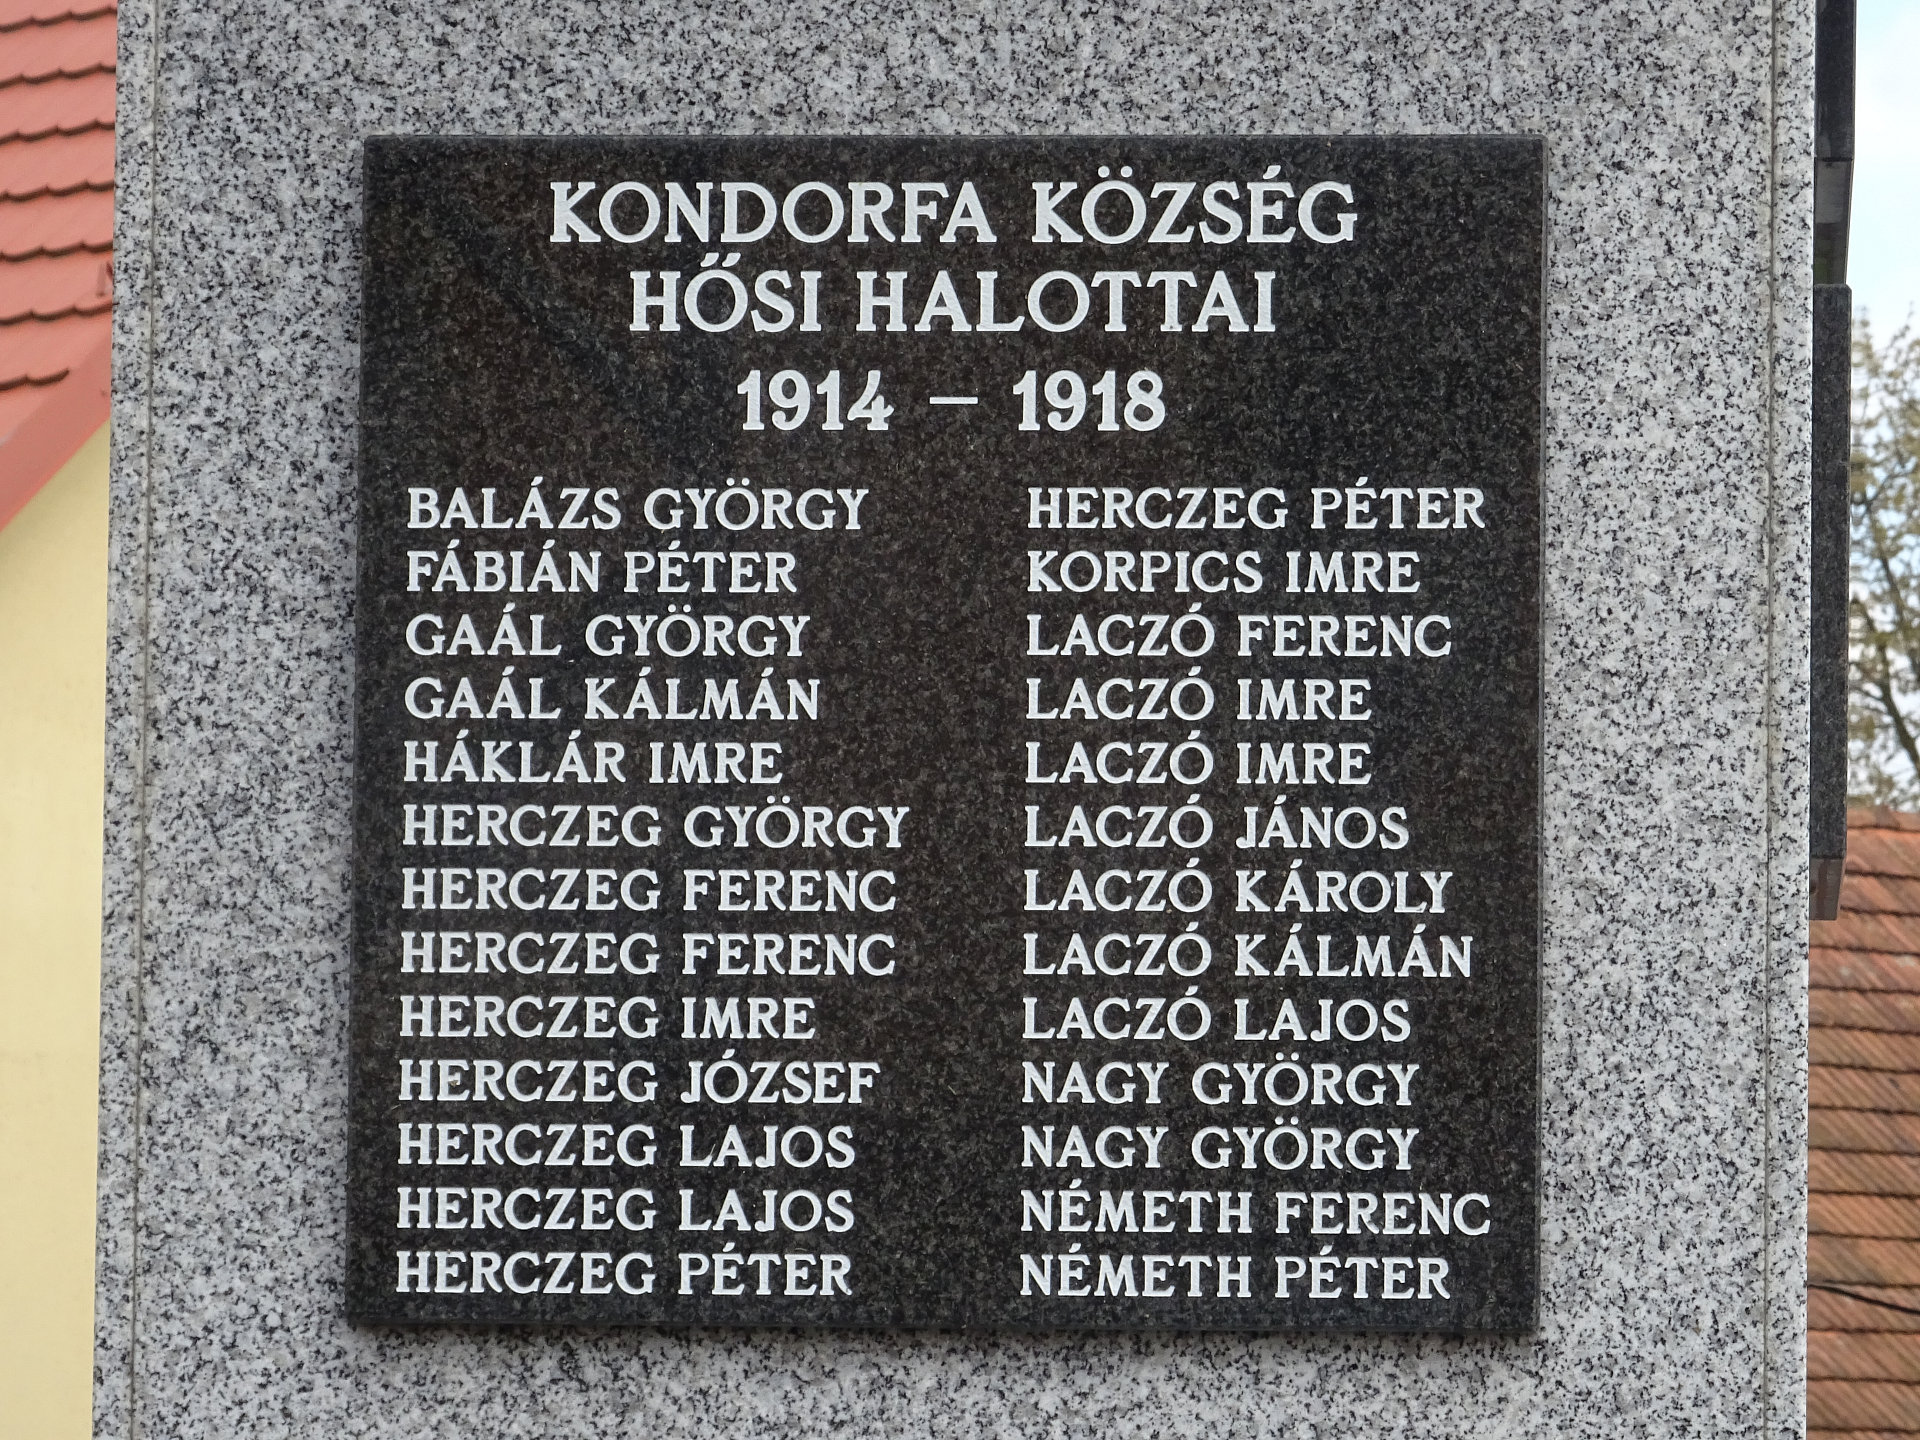 KONDORFA KÖZSÉG
HŐSI HALOTTAI
1914 – 1918
BALÁZS GYÖRGY
FÁBIÁN PÉTER
GAÁL GYÖRGY
GAÁL KÁLMÁN
HÁKLÁR IMRE
HERCZEG GYÖRGY
HERCZEG FERENC
HERCZEG FERENC
HERCZEG IMRE
HERCZEG JÓZSEF
HERCZEG LAJOS
HERCZEG LAJOS
HERCZEG PÉTER
HERCZEG PÉTER
KORPICS IMRE
LACZÓ FERENC
LACZÓ IMRE
LACZÓ IMRE
LACZÓ JÁNOS
LACZÓ KÁROLY
LACZÓ KÁLMÁN
LACZÓ LAJOS
NAGY GYÖRGY
NAGY GYÖRGY
NÉMETH FERENC
NÉMETH PÉTER